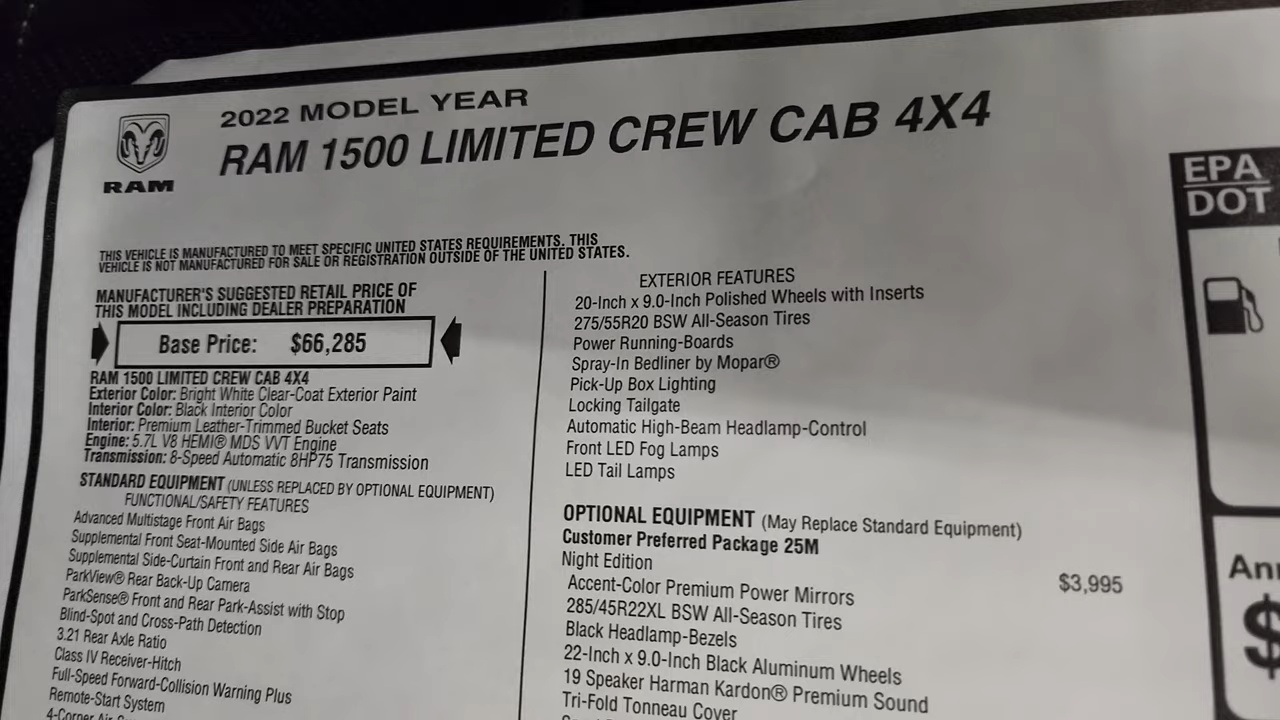 2022 MODEL YEAR
RAM 1500 LIMITED CREW CAB 4X4
RAM
THIS VEHICLE IS MANUFACTURED TO MEET SPECIFIC UNITED STATES REQUIREMENTS. THIS
VEHICLE IS NOT MANUFACTURED FOR SALE OR REGISTRATION OUTSIDE OF THE UNITED STATES.
MANUFACTURER'S SUGGESTED RETAIL PRICE OF
THIS MODEL INCLUDING DEALER PREPARATION
Base Price: $66,285
RAM 1500 LIMITED CREW CAB 4X4
Exterior Color: Bright White Clear-Coat Exterior Paint
Interior Color: Black Interior Color
Interior: Premium Leather-Trimmed Bucket Seats
Engine: 5.7L V8 HEMI® MDS VVT Engine
Transmission: 8-Speed Automatic 8HP75 Transmission
STANDARD EQUIPMENT (UNLESS REPLACED BY OPTIONAL EQUIPMENT)
FUNCTIONAL/SAFETY FEATURES
Advanced Multistage Front Air Bags
Supplemental Front Seat-Mounted Side Air Bags
Supplemental Side-Curtain Front and Rear Air Bags
ParkView® Rear Back-Up Camera
ParkSense® Front and Rear Park-Assist with Stop
Blind-Spot and Cross-Path Detection
3.21 Rear Axle Ratio
Class IV Receiver-Hitch
Full-Speed Forward-Collision Warning Plus
Remote-Start System
4-Corner Air
EXTERIOR FEATURES
20-Inch x 9.0-Inch Polished Wheels with Inserts
275/55R20 BSW All-Season Tires
Power Running-Boards
Spray-In Bedliner by Mopar®
Pick-Up Box Lighting
Locking Tailgate
Automatic High-Beam Headlamp-Control
Front LED Fog Lamps
LED Tail Lamps
OPTIONAL EQUIPMENT (May Replace Standard Equipment)
Customer Preferred Package 25M
Night Edition $3,995
Accent-Color Premium Power Mirrors
285/45R22XL BSW All-Season Tires
Black Headlamp-Bezels
22-Inch x 9.0-Inch Black Aluminum Wheels
19 Speaker Harman Kardon® Premium Sound
Tri-Fold Tonneau Cover
EPA
DOT
Ann
$